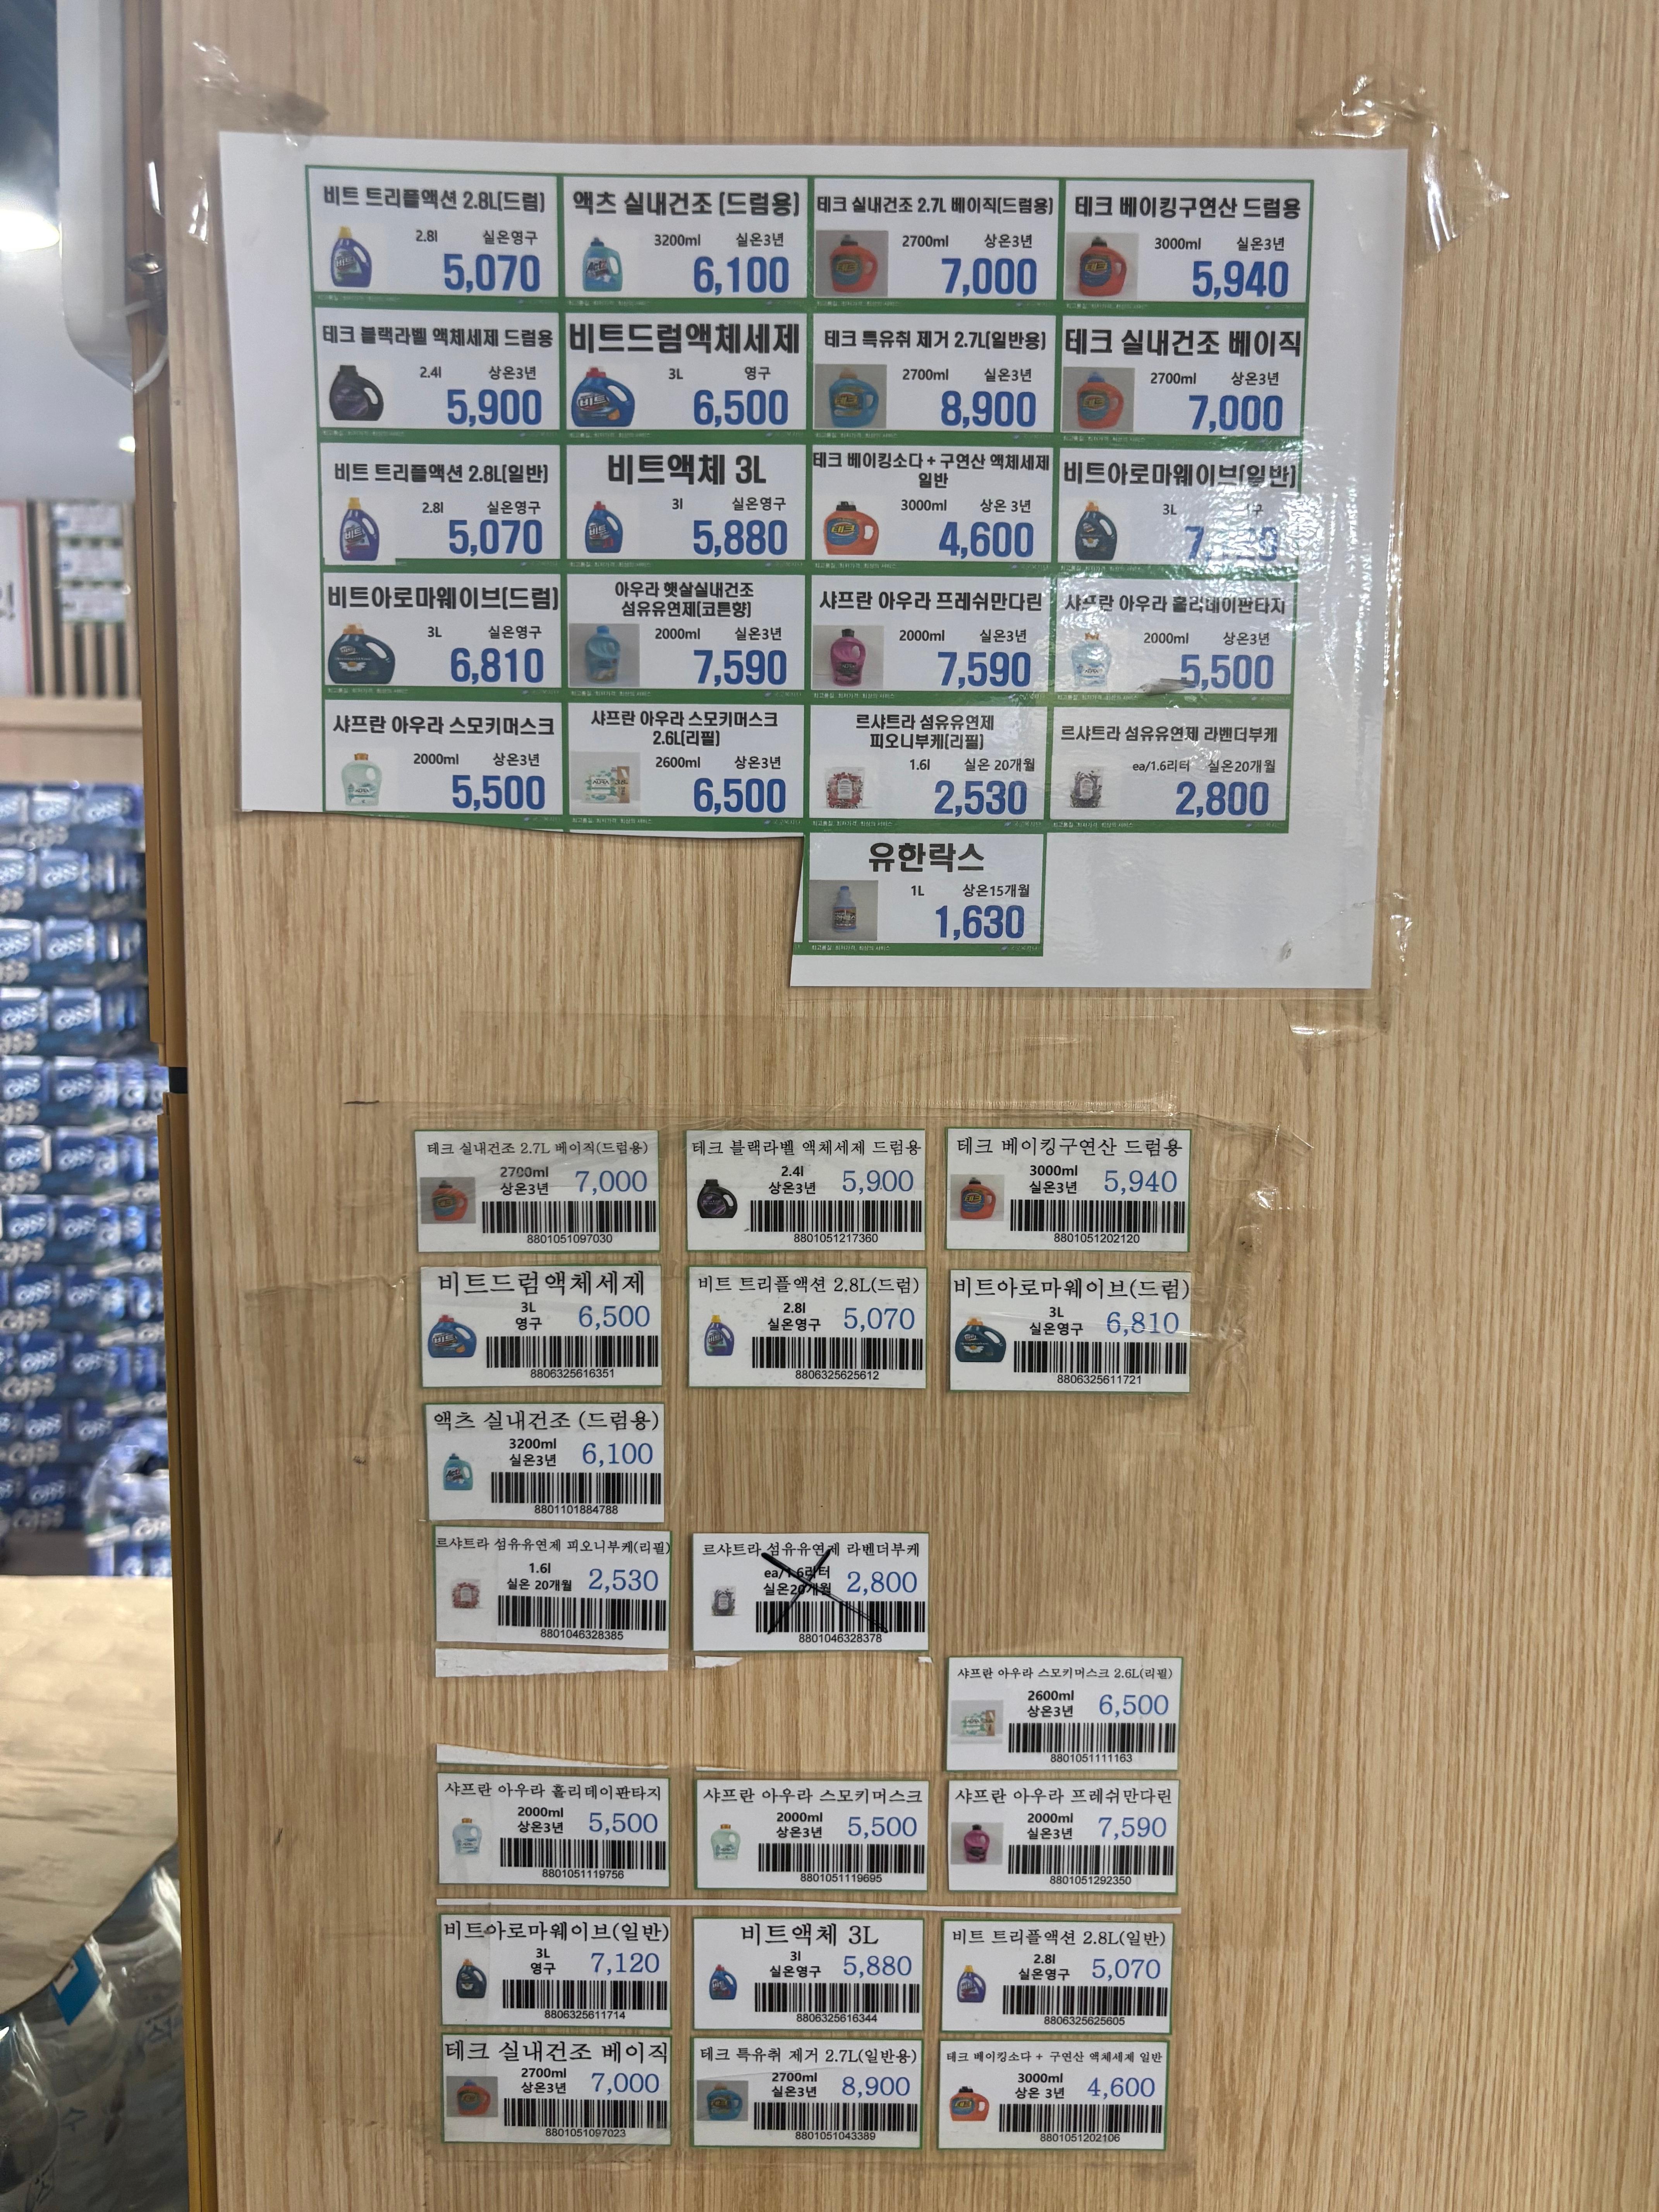 비트 트리플액션 2.8L(드럼)
2.8l 실온영구
5,070
액츠 실내건조 (드럼용)
3200ml 실온3년
6,100
테크 실내건조 2.7L 베이직(드럼용)
2700ml 상온3년
7,000
테크 베이킹구연산 드럼용
3000ml 실온3년
5,940
테크 블랙라벨 액체세제 드럼용
2.4l 상온3년
5,900
비트드럼액체세제
3L 영구
6,500
테크 특유취 제거 2.7L(일반용)
2700ml 실온3년
8,900
테크 실내건조 베이직
2700ml 상온3년
7,000
비트 트리플액션 2.8L(일반)
2.8l 실온영구
5,070
비트액체 3L
3l 실온영구
5,880
테크 베이킹소다 + 구연산 액체세제
일반
3000ml 상온 3년
4,600
비트아로마웨이브(일반)
3L
비트아로마웨이브(드럼)
3L 실온영구
6,810
아우라 햇살실내건조
섬유유연제(코튼향)
2000ml 실온3년
7,590
샤프란 아우라 프레쉬만다린
2000ml 실온3년
7,590
샤프란 아우라 홀리데이판타지
2000ml 상온3년
5,500
샤프란 아우라 스모키머스크
2000ml 상온3년
5,500
샤프란 아우라 스모키머스크
2.6L(리필)
2600ml 상온3년
6,500
르샤트라 섬유유연제
피오니부케(리필)
1.6l 실온 20개월
2,530
르샤트라 섬유유연제 라벤더부케
ea/1.6리터 실온20개월
2,800
유한락스
1L 상온15개월
1,630
테크 실내건조 2.7L 베이직(드럼용)
2700ml
상온3년 7,000
8801051097030
테크 블랙라벨 액체세제 드럼용
2.4l
상온3년 5,900
8801051217360
테크 베이킹구연산 드럼용
3000ml
실온3년 5,940
8801051202120
비트드럼액체세제
3L
영구 6,500
8806325616351
비트 트리플액션 2.8L(드럼)
2.8l
실온영구 5,070
8806325625612
비트아로마웨이브(드럼)
3L
실온영구 6,810
8806325611721
액츠 실내건조 (드럼용)
3200ml
실온3년 6,100
8801101884788
르샤트라 섬유유연제 피오니부케(리필)
1.6l
실온 20개월 2,530
8801046328385
르샤트라 섬유유연제 라벤더부케
ea/1.6리터
실온20개월 2,800
8801046328378
샤프란 아우라 스모키머스크 2.6L(리필)
2600ml
상온3년 6,500
8801051111163
샤프란 아우라 홀리데이판타지
2000ml
상온3년 5,500
8801051119756
샤프란 아우라 스모키머스크
2000ml
상온3년 5,500
8801051119695
샤프란 아우라 프레쉬만다린
2000ml
실온3년 7,590
8801051292350
비트아로마웨이브(일반)
3L
영구 7,120
8806325611714
비트액체 3L
3l
실온영구 5,880
8806325616344
비트 트리플액션 2.8L(일반)
2.8l
실온영구 5,070
8806325625605
테크 실내건조 베이직
2700ml
상온3년 7,000
8801051097023
테크 특유취 제거 2.7L(일반용)
2700ml
실온3년 8,900
8801051043389
테크 베이킹소다 + 구연산 액체세제 일반
3000ml
상온 3년 4,600
8801051202106